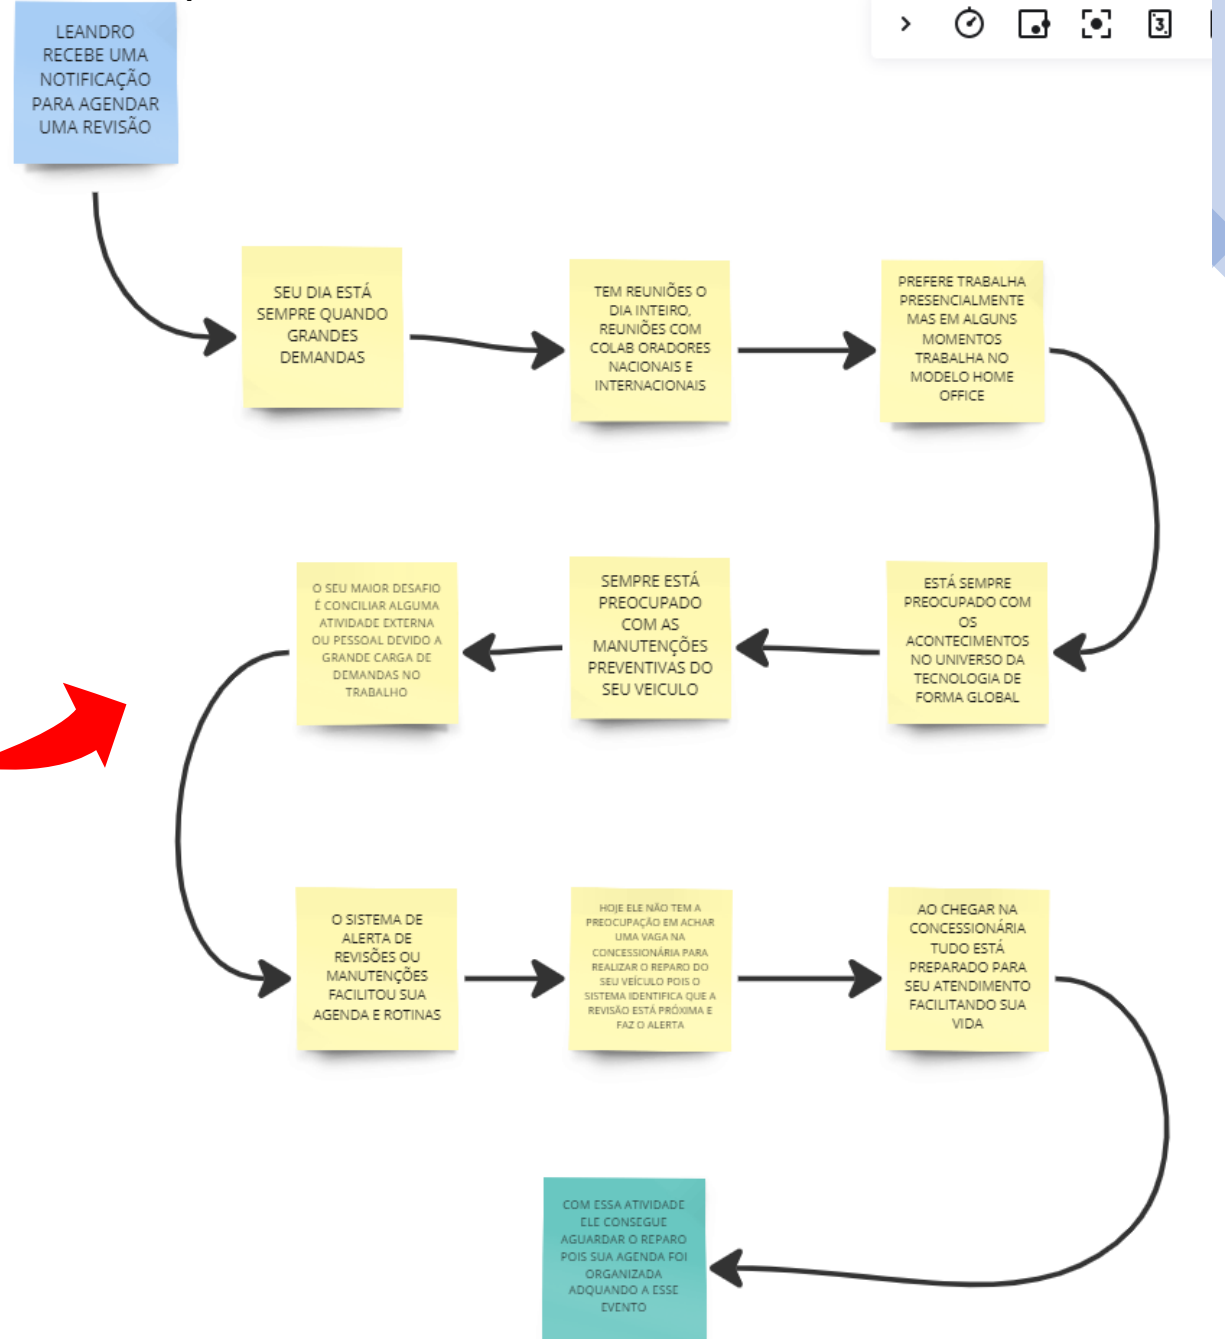 LEANDRO
RECEBE UMA
NOTIFICAÇÃO
PARA AGENDAR
UMA REVISÃO
3
SEU DIA ESTÁ
SEMPRE QUANDO
GRANDES
DEMANDAS
TEM REUNIÕES O
DIA INTEIRO,
REUNIÕES COM
COLAB ORADORES
NACIONAIS E
INTERNACIONAIS
PREFERE TRABALHA
PRESENCIALMENTE
MAS EM ALGUNS
MOMENTOS
TRABALHA NO
MODELO HOME
OFFICE
ESTÁ SEMPRE
PREOCUPADO COM
OS
ACONTECIMENTOS
NO UNIVERSO DA
TECNOLOGIA DE
FORMA GLOBAL
SEMPRE ESTÁ
PREOCUPADO
COM AS
MANUTENÇÕES
PREVENTIVAS DO
SEU VEICULO
O SEU MAIOR DESAFIO
É CONCILIAR ALGUMA
ATIVIDADE EXTERNA
OU PESSOAL DEVIDO A
GRANDE CARGA DE
DEMANDAS NO
TRABALHO
O SISTEMA DE
ALERTA DE
REVISÕES OU
MANUTENÇÕES
FACILITOU SUA
AGENDA E ROTINAS
HOJE ELE NÃO TEM A
PREOCUPAÇÃO EM ACHAR
UMA VAGA NA
CONCESSIONÁRIA PARA
REALIZAR O REPARO DO
SEU VEÍCULO POIS O
SISTEMA IDENTIFICA QUE A
REVISÃO ESTÁ PRÓXIMA E
FAZ O ALERTA
AO CHEGAR NA
CONCESSIONÁRIA
TUDO ESTÁ
PREPARADO PARA
SEU ATENDIMENTO
FACILITANDO SUA
VIDA
COM ESSA ATIVIDADE
ELE CONSEGUE
AGUARDAR O REPARO
POIS SUA AGENDA FOI
ORGANIZADA
ADQUANDO A ESSE
EVENTO